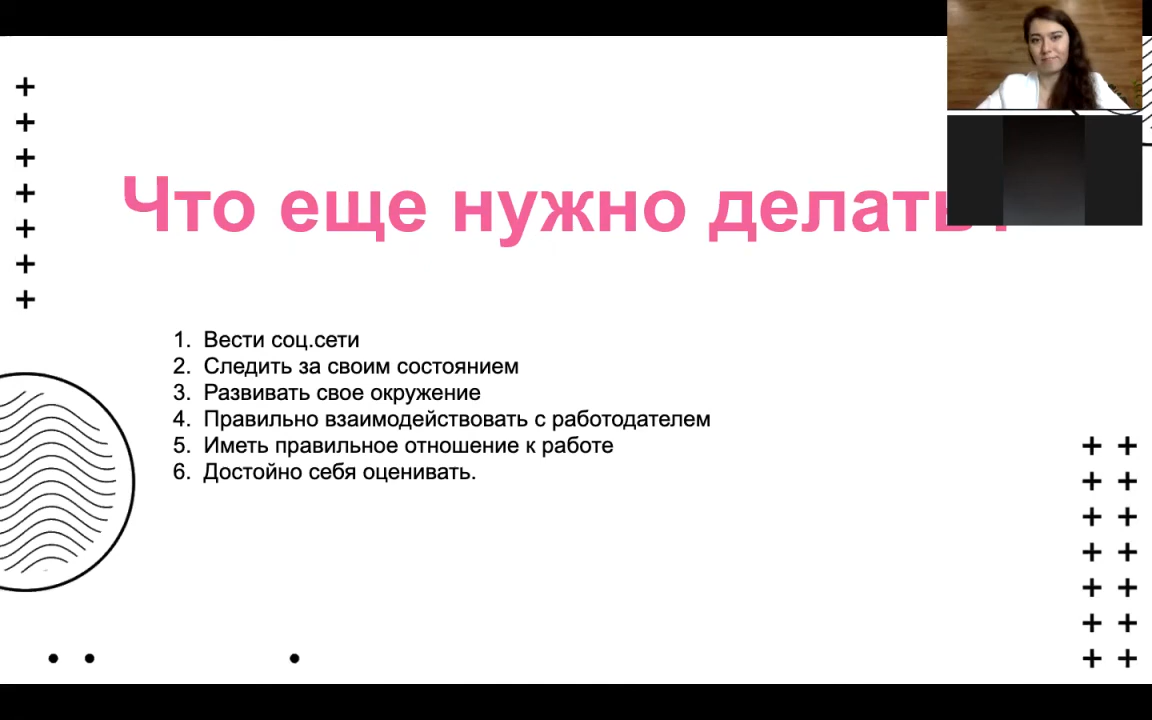 Что еще нужно делать?
1. Вести соц.сети
2. Следить за своим состоянием
3. Развивать свое окружение
4. Правильно взаимодействовать с работодателем
5. Иметь правильное отношение к работе
6. Достойно себя оценивать.